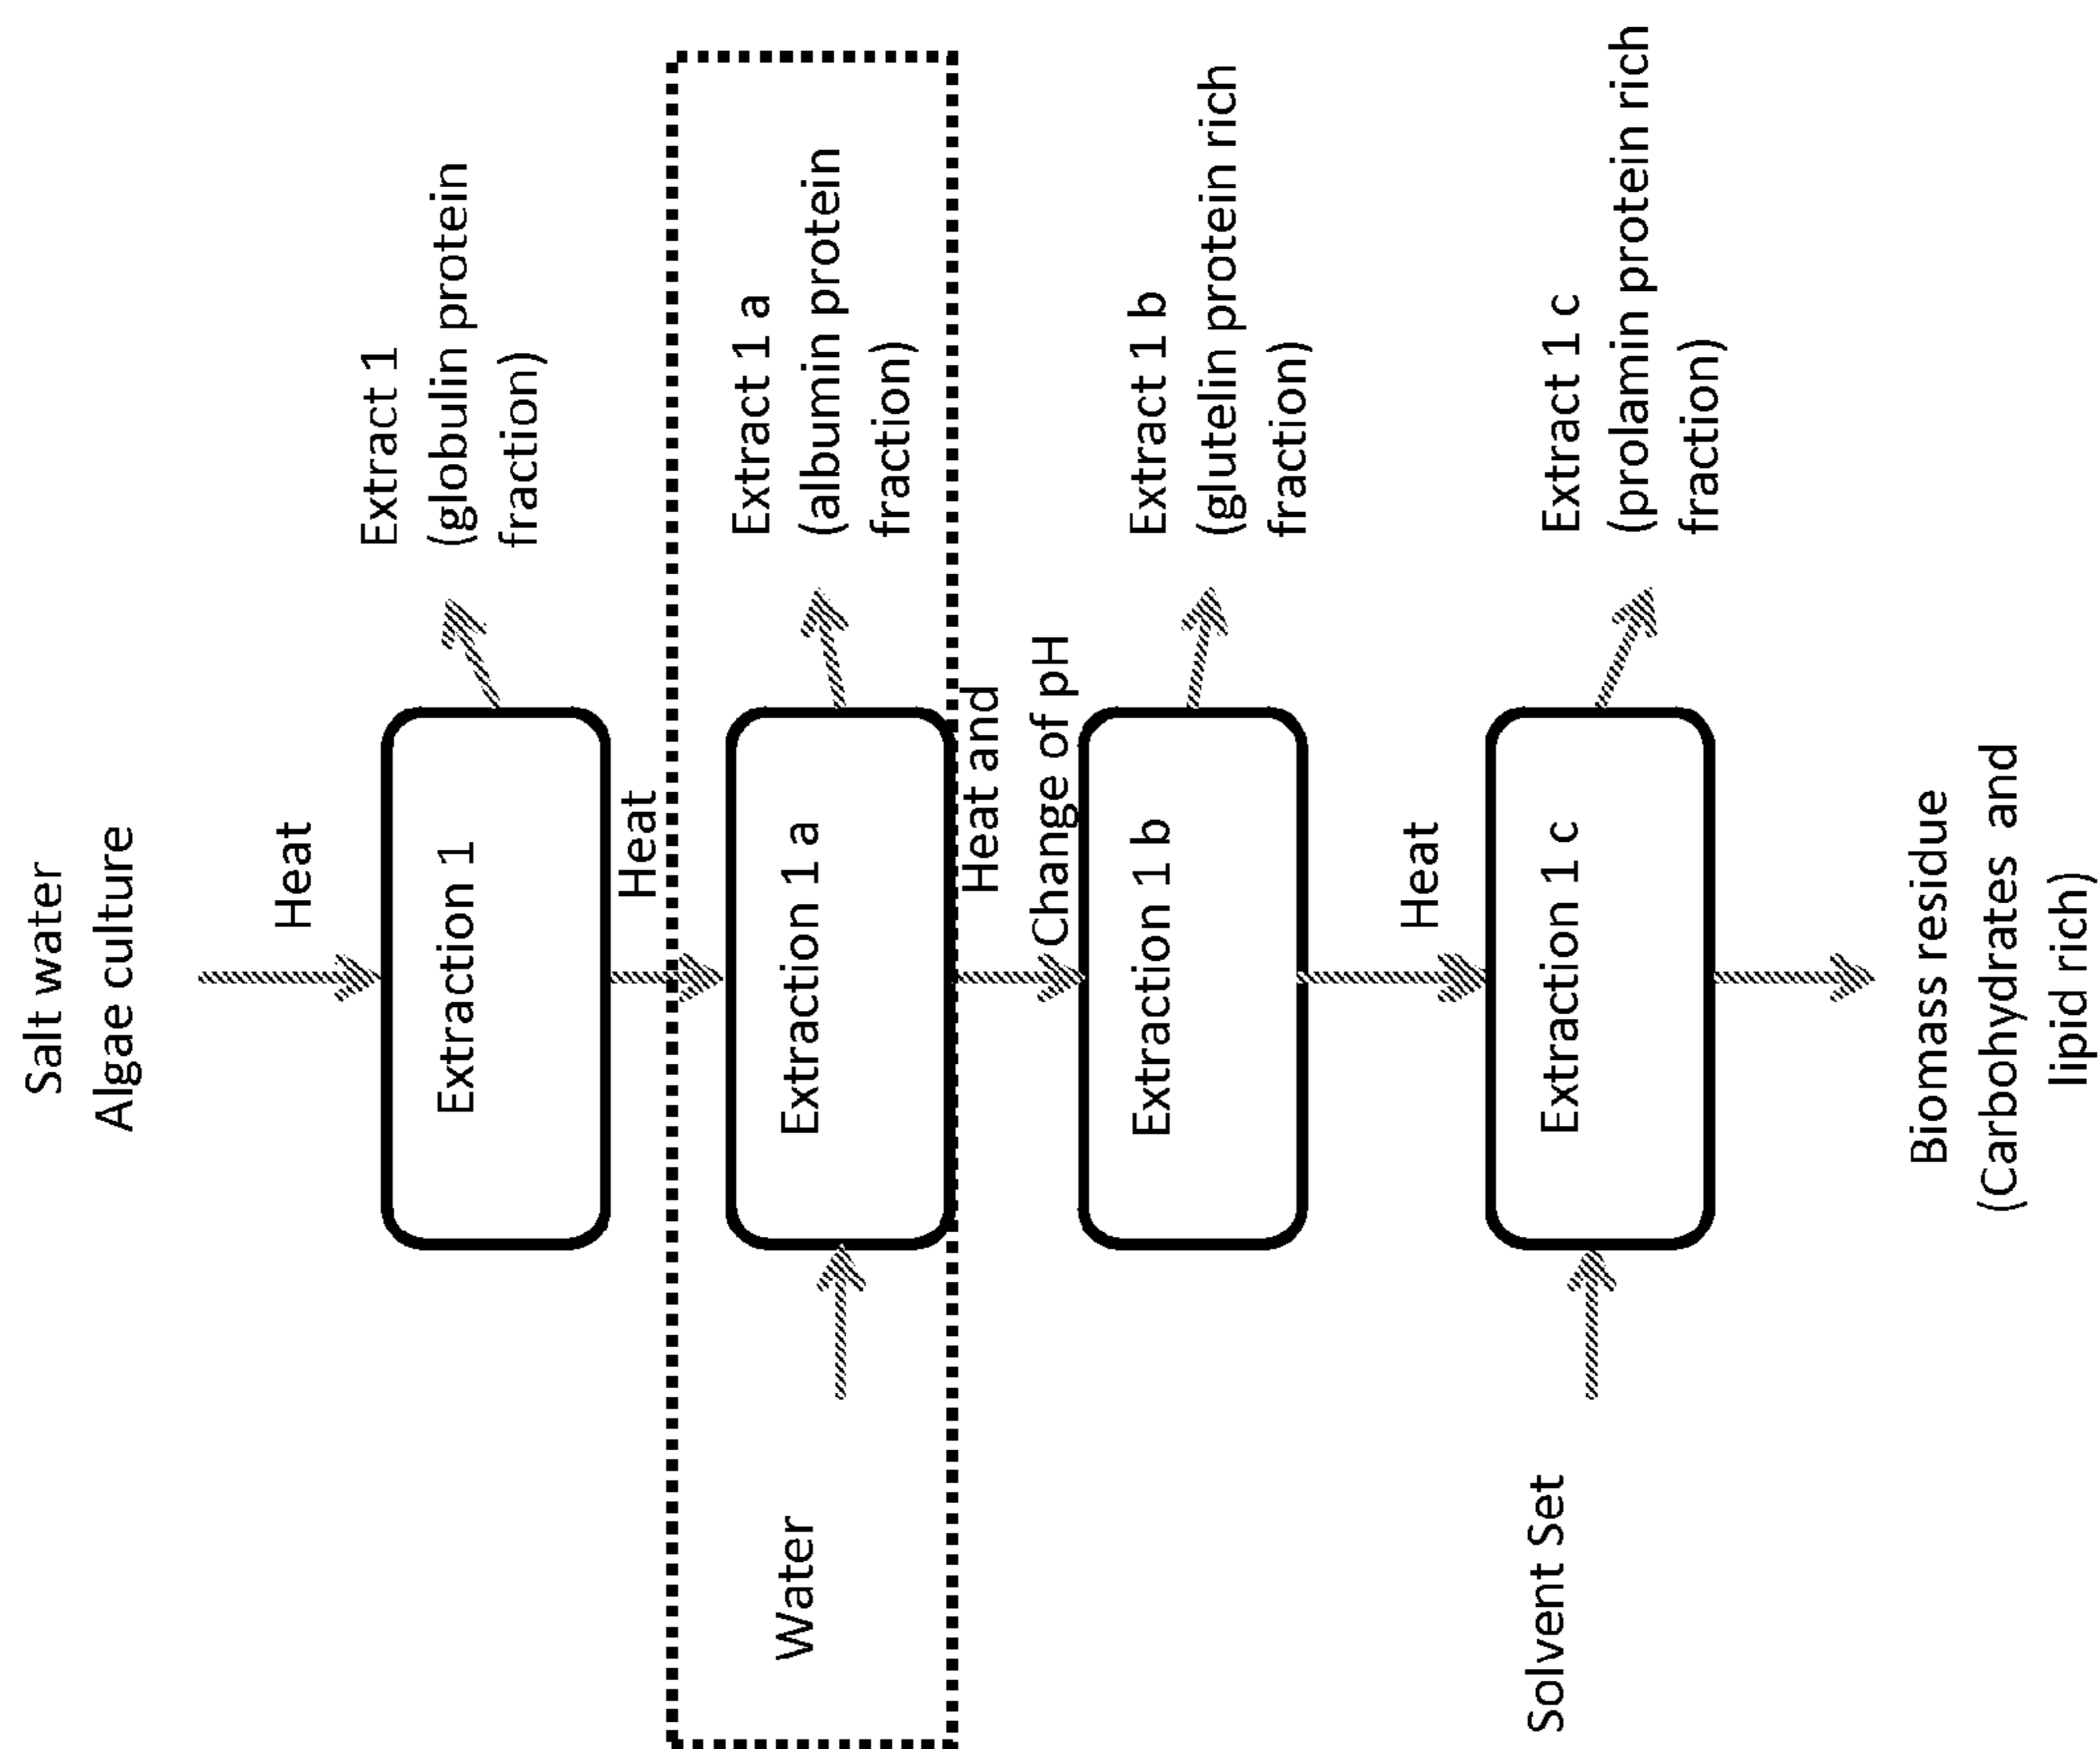 Salt water
Algae culture
Heat
Extraction 1
Extract 1
(globulin protein
fraction)
Heat
Water
Extraction 1 a
Extract 1 a
(albumin protein
fraction)
Heat and
Change of pH
Extraction 1 b
Extract 1 b
(glutelin protein rich
fraction)
Heat
Solvent Set
Extraction 1 c
Extract 1 c
(prolamin protein rich
fraction)
Biomass residue
(Carbohydrates and
lipid rich)